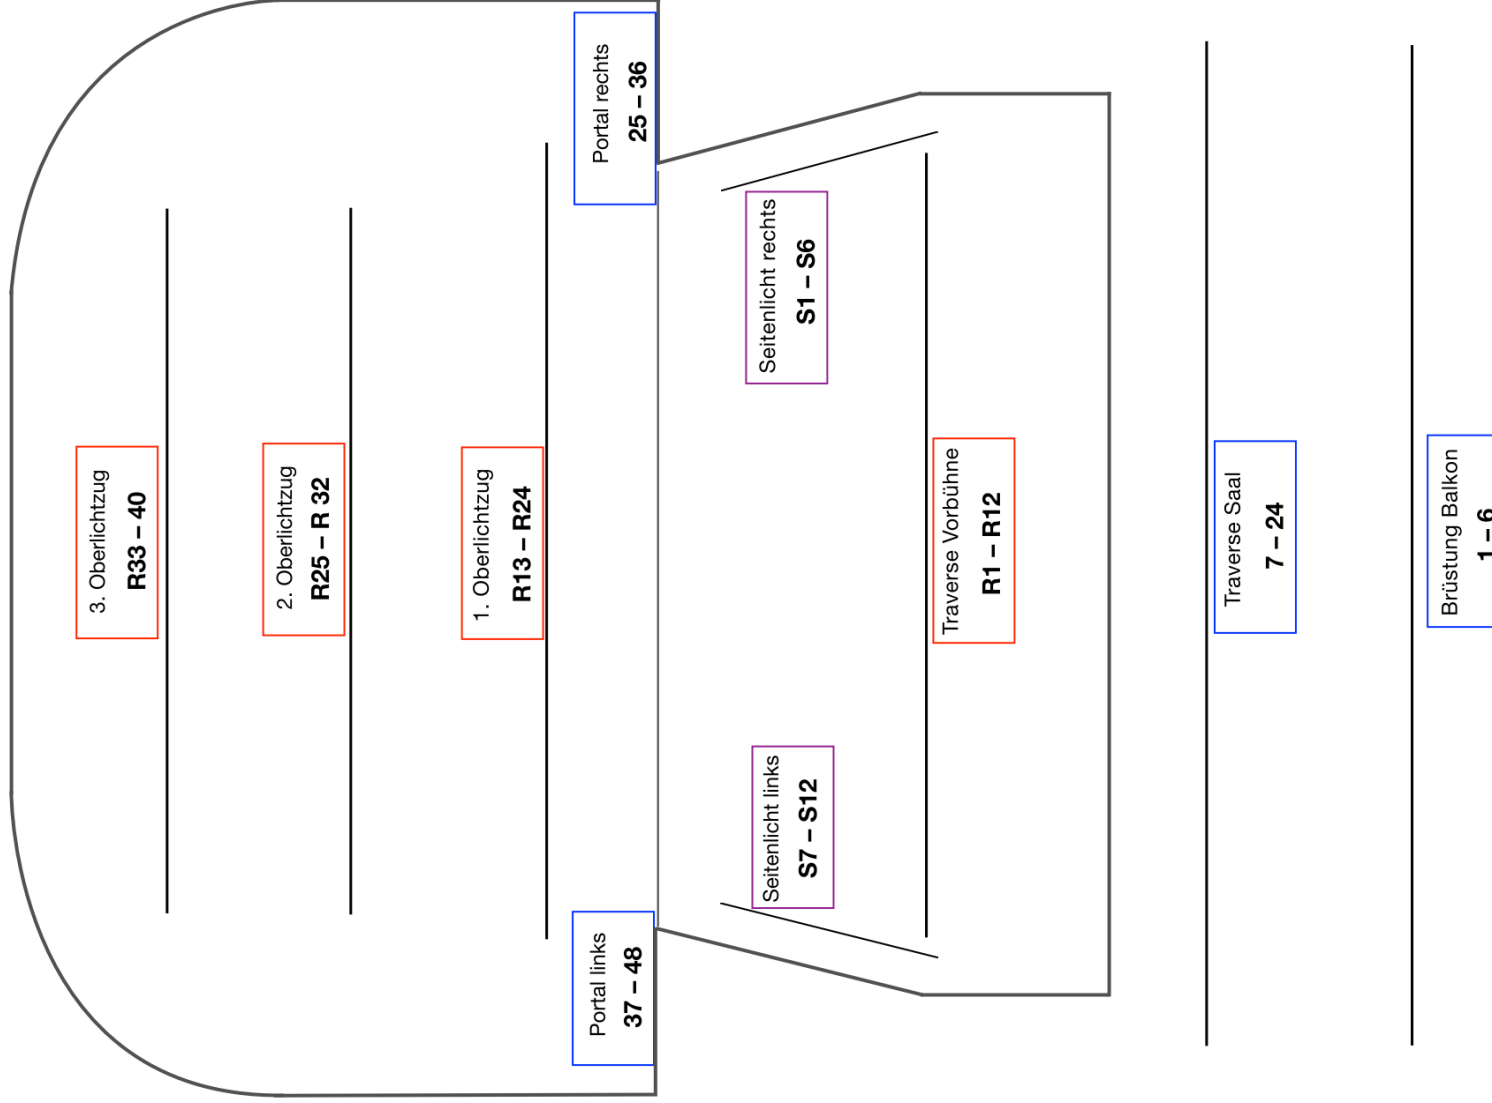 3. Oberlichtzug
R33 – 40
2. Oberlichtzug
R25 – R 32
1. Oberlichtzug
R13 – R24
Portal links
37 – 48
Portal rechts
25 – 36
Seitenlicht links
S7 – S12
Seitenlicht rechts
S1 – S6
Traverse Vorbühne
R1 – R12
Traverse Saal
7 – 24
Brüstung Balkon
1 – 6